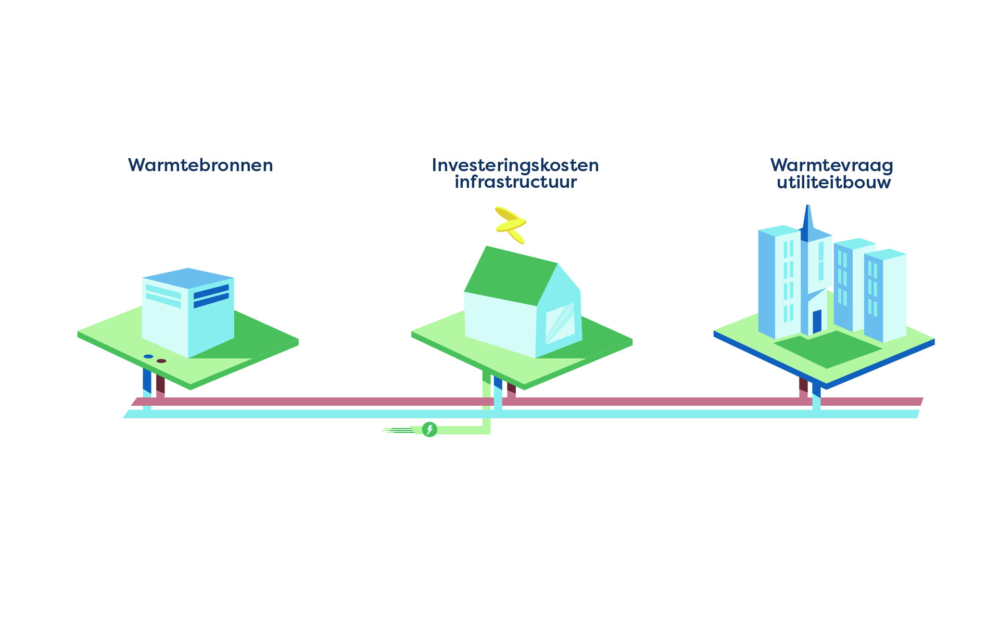 Warmtebronnen
Investeringskosten
infrastructuur
Warmtevraag
utiliteitbouw